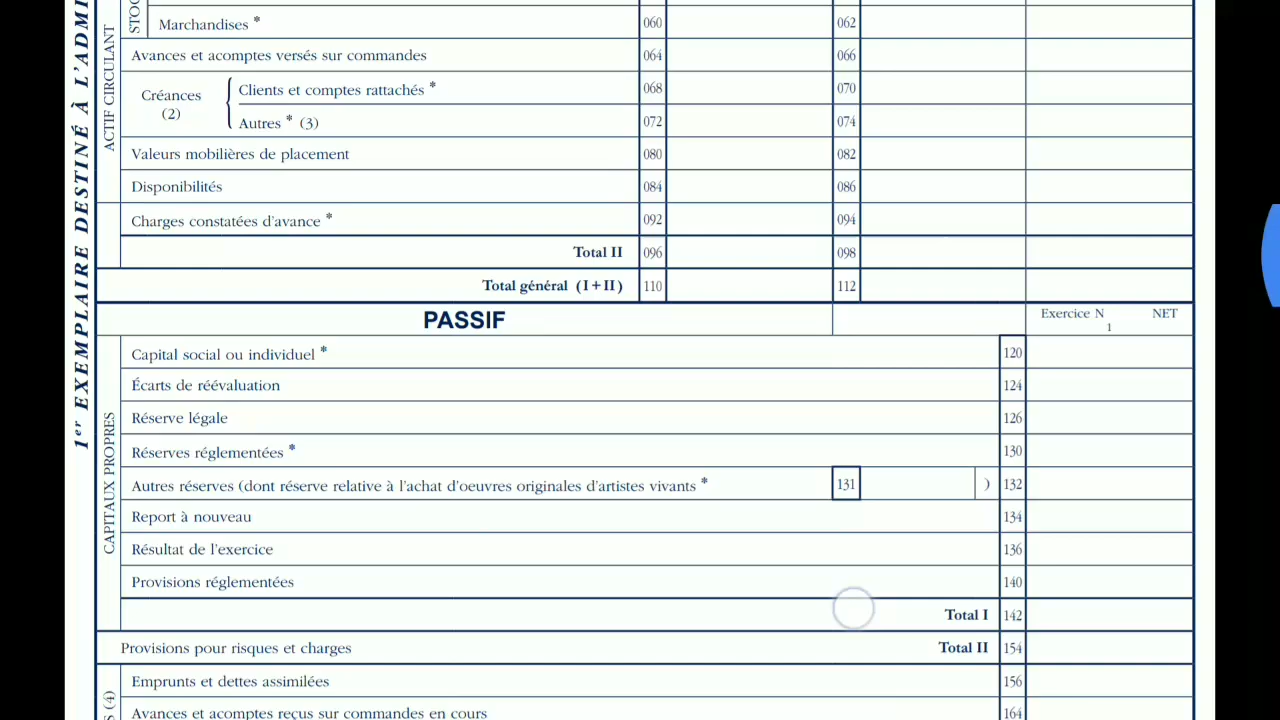 1er EXEMPLAIRE DESTINÉ À L'ADMI
ACTIF CIRCULANT
STOC
Marchandises * 060 062
Avances et acomptes versés sur commandes 064 066
Créances
(2)
Clients et comptes rattachés * 068 070
Autres * (3) 072 074
Valeurs mobilières de placement 080 082
Disponibilités 084 086
Charges constatées d'avance * 092 094
Total II 096 098
Total général (I+II) 110 112
PASSIF
Exercice N NET
1
CAPITAUX PROPRES
Capital social ou individuel * 120
Écarts de réévaluation 124
Réserve légale 126
Réserves réglementées * 130
Autres réserves (dont réserve relative à l'achat d'oeuvres originales d'artistes vivants * 131 ) 132
Report à nouveau 134
Résultat de l'exercice 136
Provisions réglementées 140
Total I 142
Provisions pour risques et charges Total II 154
S (4)
Emprunts et dettes assimilées 156
Avances et acomptes reçus sur commandes en cours 164